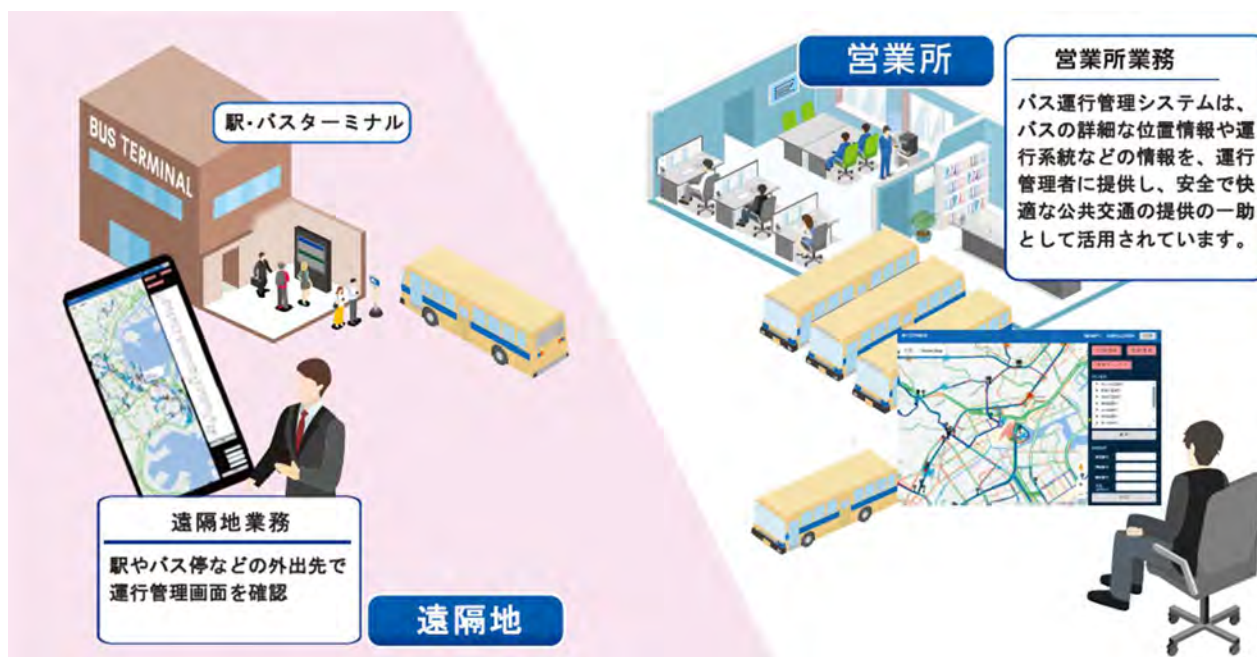 駅・バスターミナル
BUS TERMINAL
遠隔地業務
駅やバス停などの外出先で
運行管理画面を確認
遠隔地
営業所
営業所業務
バス運行管理システムは、
バスの詳細な位置情報や運
行系統などの情報を、運行
管理者に提供し、安全で快
適な公共交通の提供の一助
として活用されています。